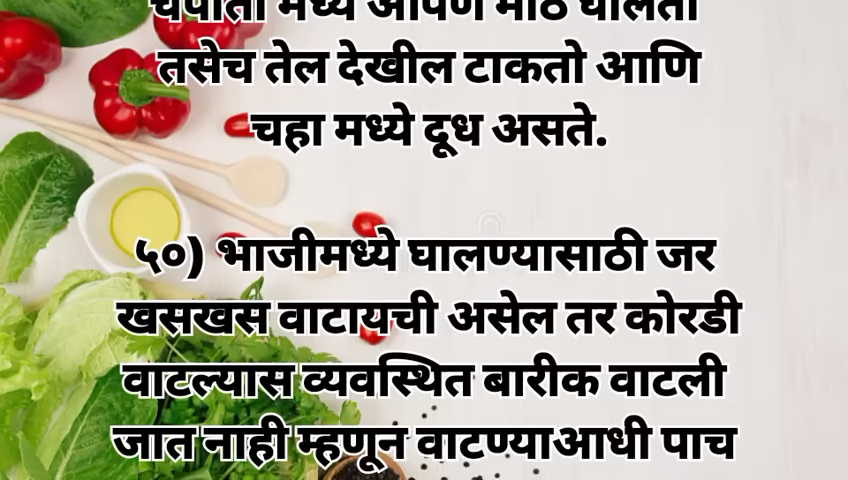 चपाती मध्ये आपण मीठ घालतो
तसेच तेल देखील टाकतो आणि
चहा मध्ये दूध असते.
५०) भाजीमध्ये घालण्यासाठी जर
खसखस वाटायची असेल तर कोरडी
वाटल्यास व्यवस्थित बारीक वाटली
जात नाही म्हणून वाटण्याआधी पाच